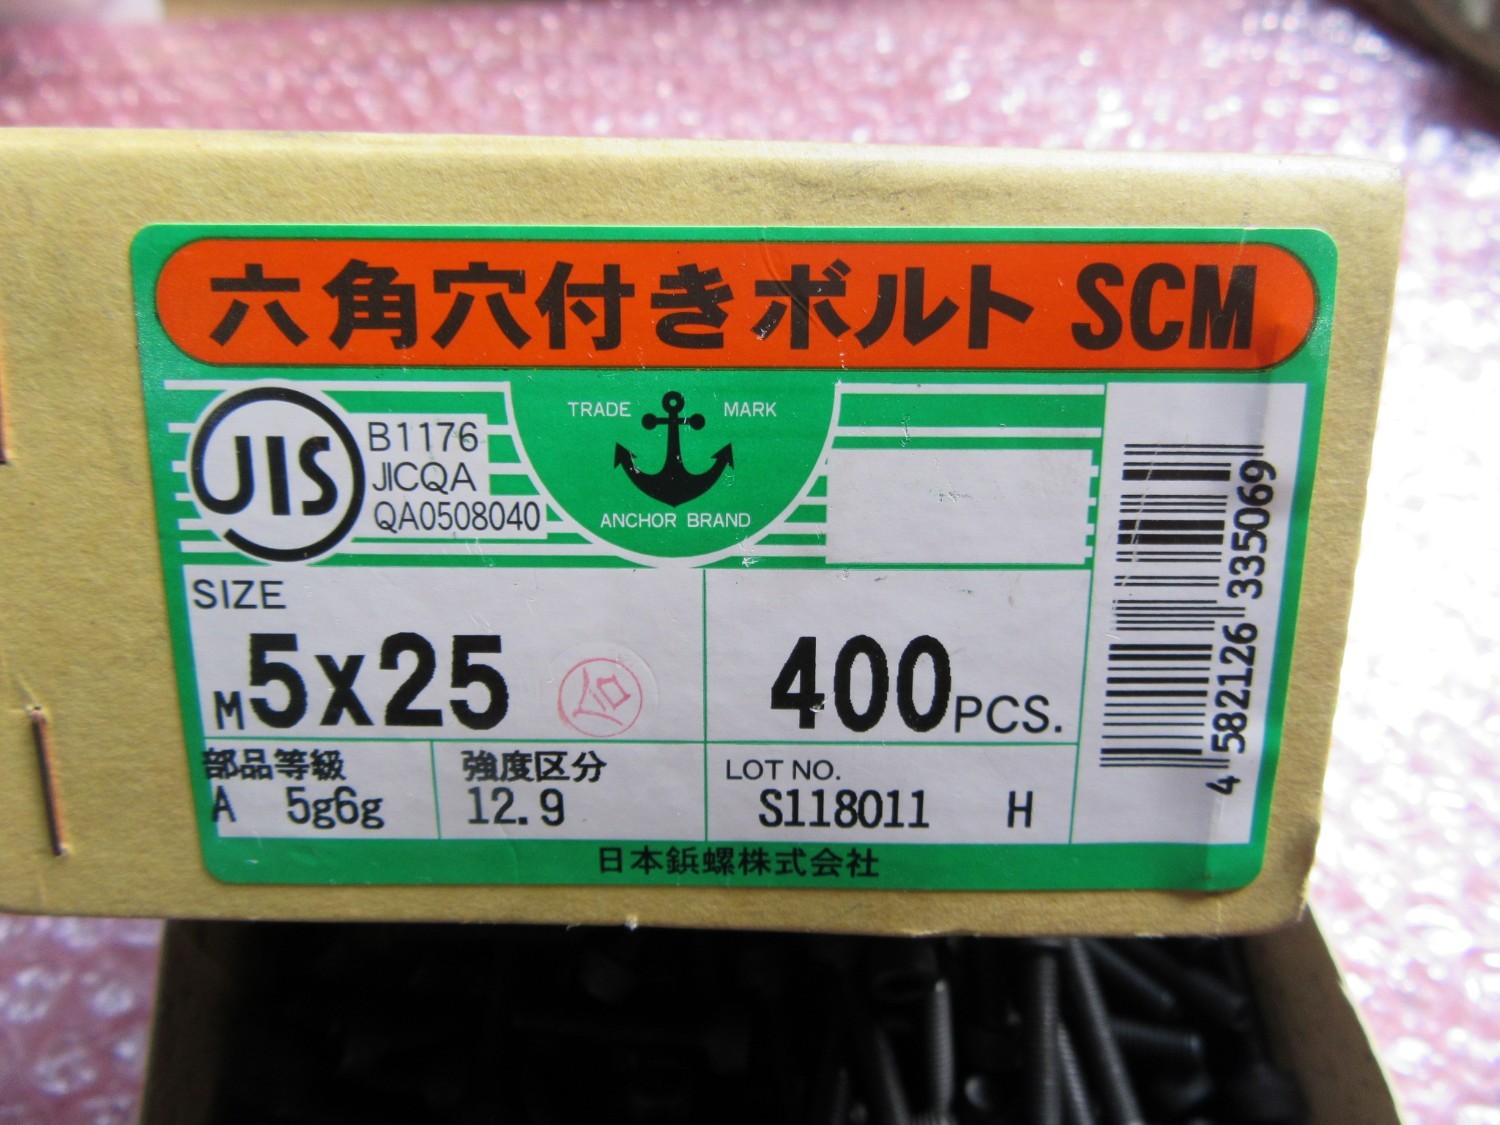 六角穴付きボルト SCM
JIS
B1176
JICQA
QA0508040
TRADE MARK
ANCHOR BRAND
SIZE
M5x25
400PCS.
部品等級
A 5g6g
強度区分
12.9
LOT NO.
S118011 H
日本鋲螺株式会社
4 582126 335069